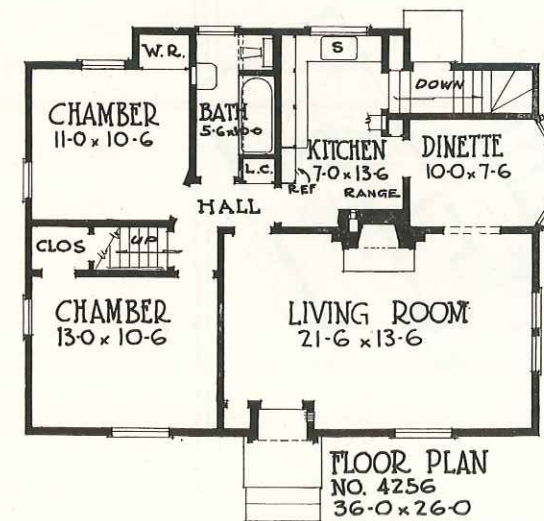 W.R.
S
CHAMBER
11-0 x 10-6
BATH
5-6 x 10-0
DOWN
KITCHEN
7-0 x 13-6
DINETTE
10-0 x 7-6
L.C.
REF
RANGE
HALL
CLOS
UP
CHAMBER
13-0 x 10-6
LIVING ROOM
21-6 x 13-6
FLOOR PLAN
NO. 4256
36-0 x 26-0